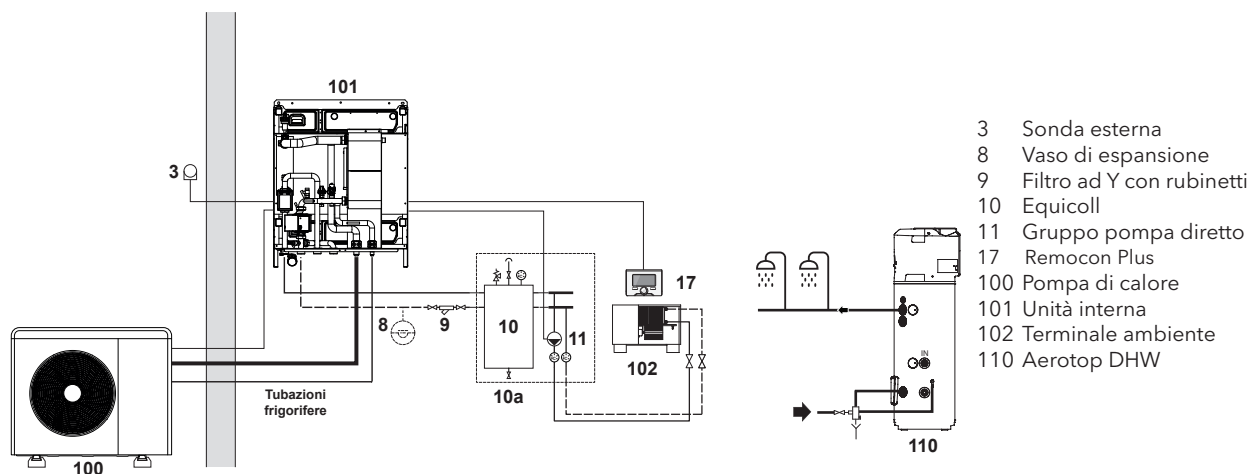 101
3
8
9
10
10a
11
17
102
Tubazioni
frigorifere
100
IN
110
3 Sonda esterna
8 Vaso di espansione
9 Filtro ad Y con rubinetti
10 Equicoll
11 Gruppo pompa diretto
17 Remocon Plus
100 Pompa di calore
101 Unità interna
102 Terminale ambiente
110 Aerotop DHW